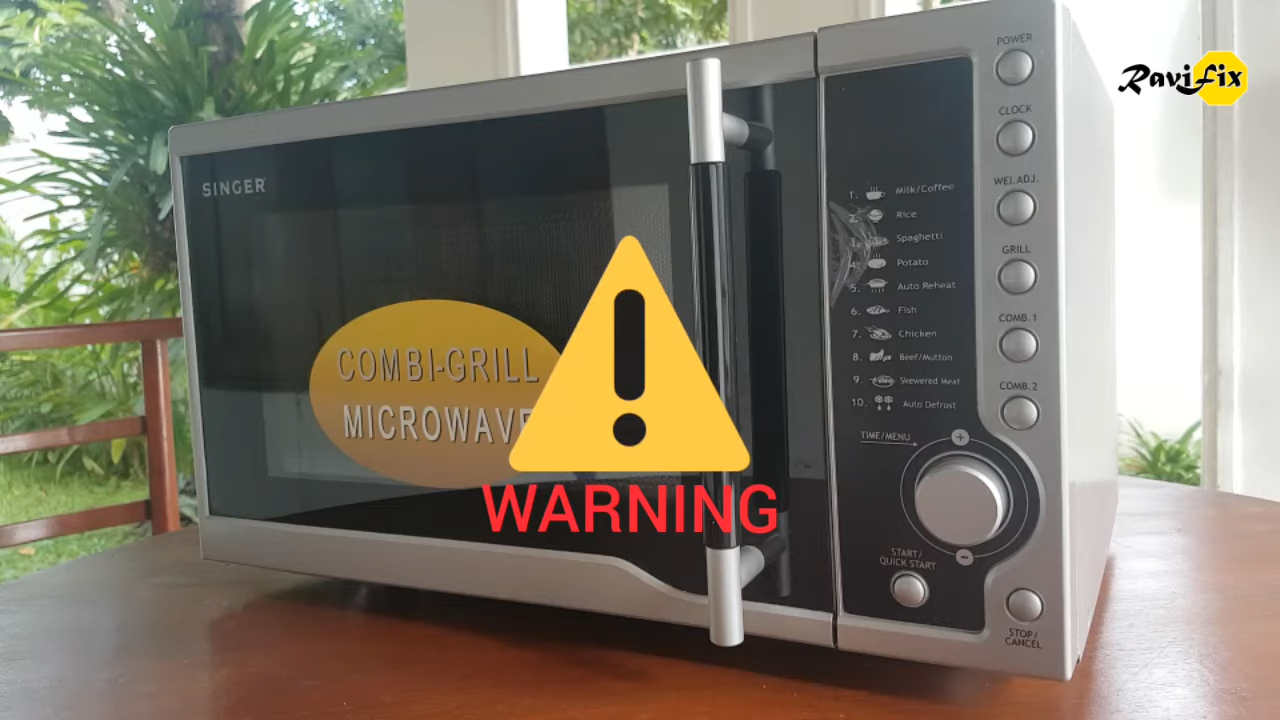 RaviFix
SINGER
COMBI-GRILL
MICROWAVE
WARNING
POWER
CLOCK
WEI.ADJ.
GRILL
COMB.1
COMB.2
1. Milk/Coffee
2. Rice
3. Spaghetti
4. Potato
5. Auto Reheat
6. Fish
7. Chicken
8. Beef/Mutton
9. Skewered Meat
10. Auto Defrost
TIME/MENU
+
-
START/
QUICK START
STOP/
CANCEL